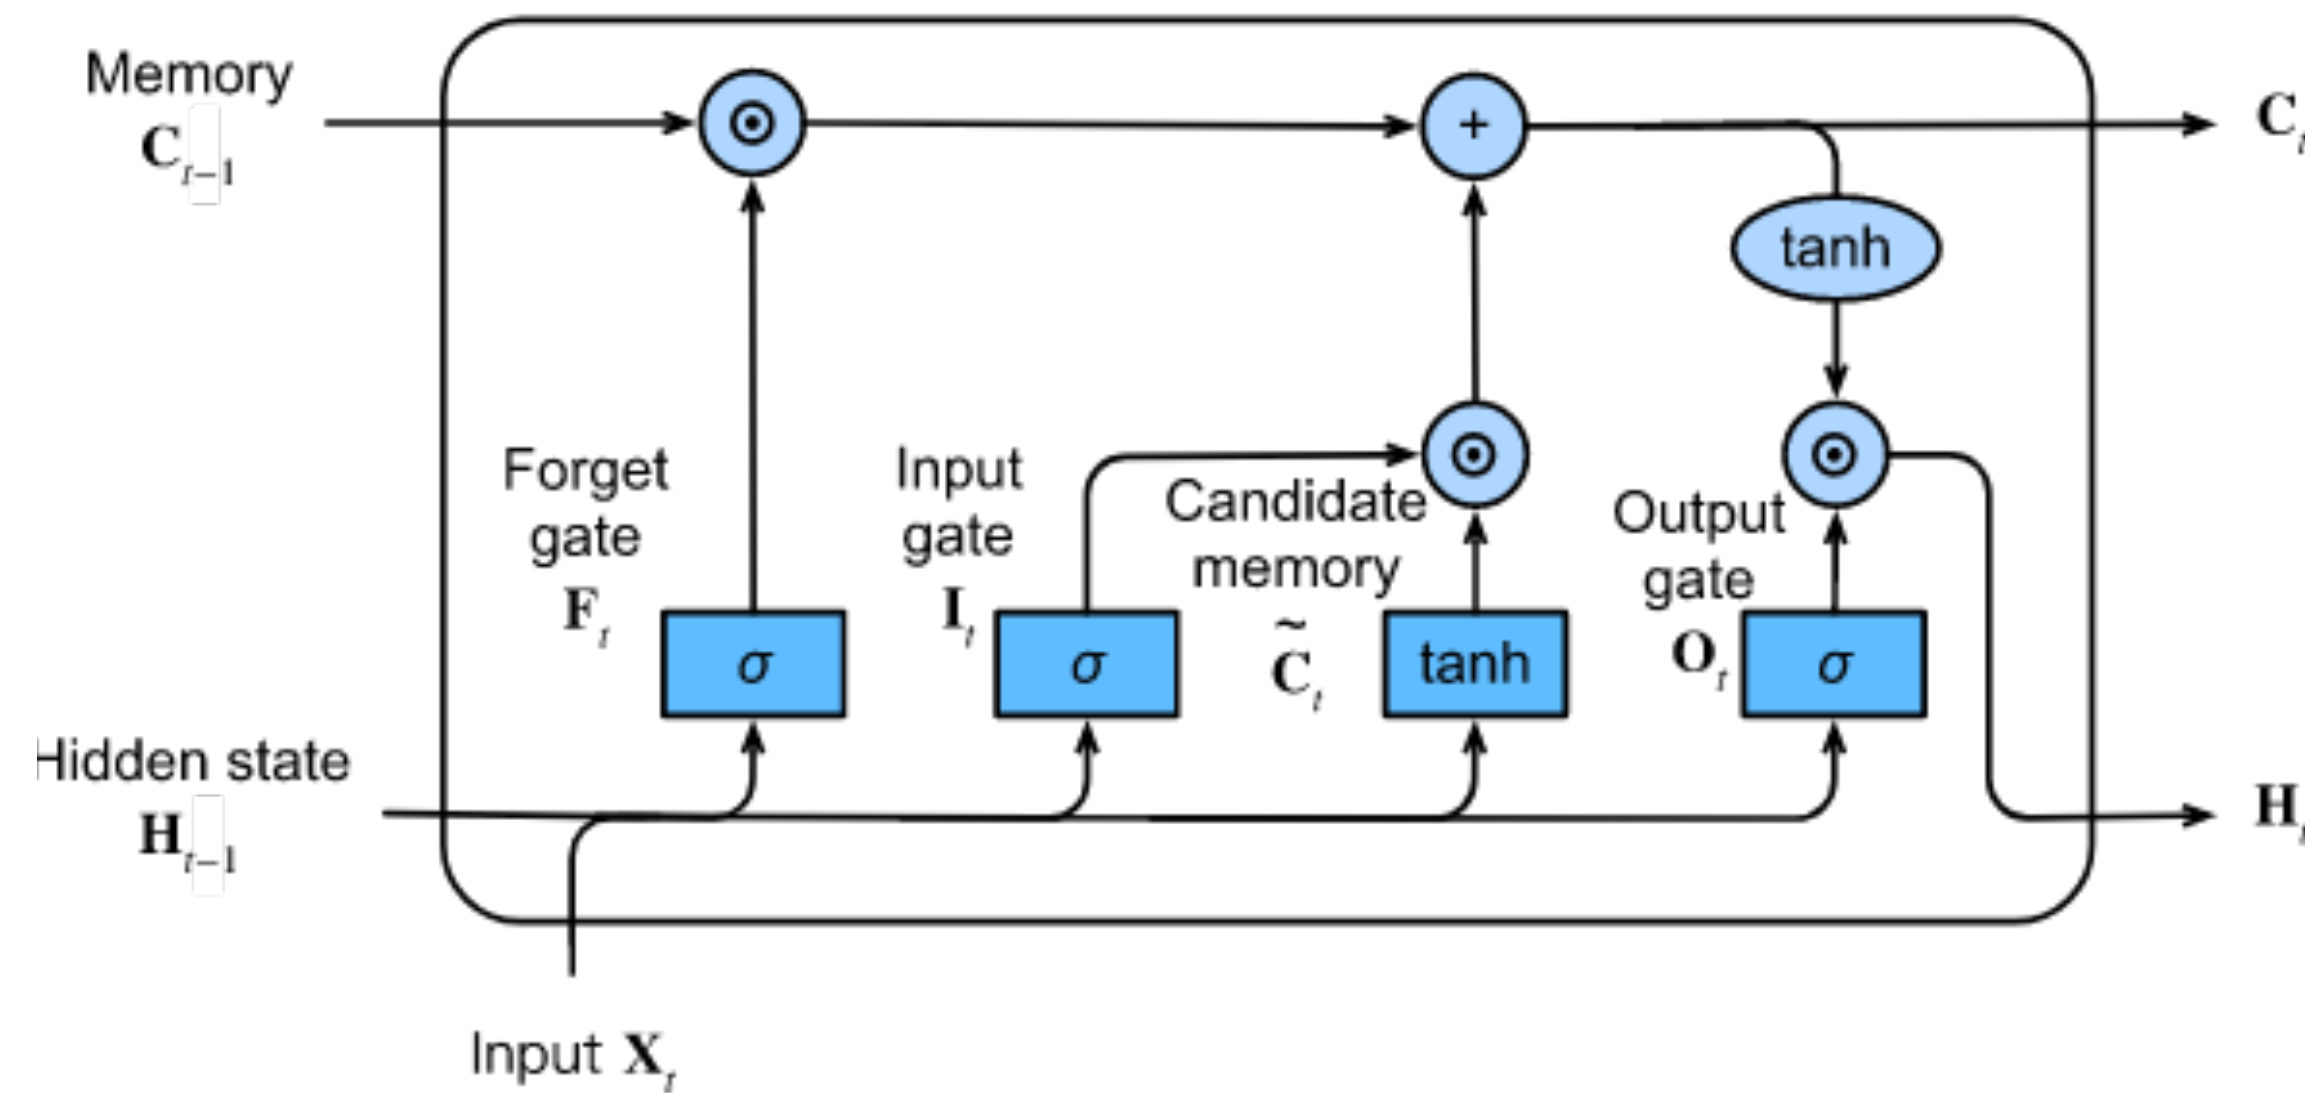 Memory
C_{t-1}
⊙
+
C_t
tanh
⊙
⊙
Forget
gate
F_t
Input
gate
I_t
Candidate
memory
C̃_t
Output
gate
O_t
σ
σ
tanh
σ
Hidden state
H_{t-1}
H_t
Input X_t